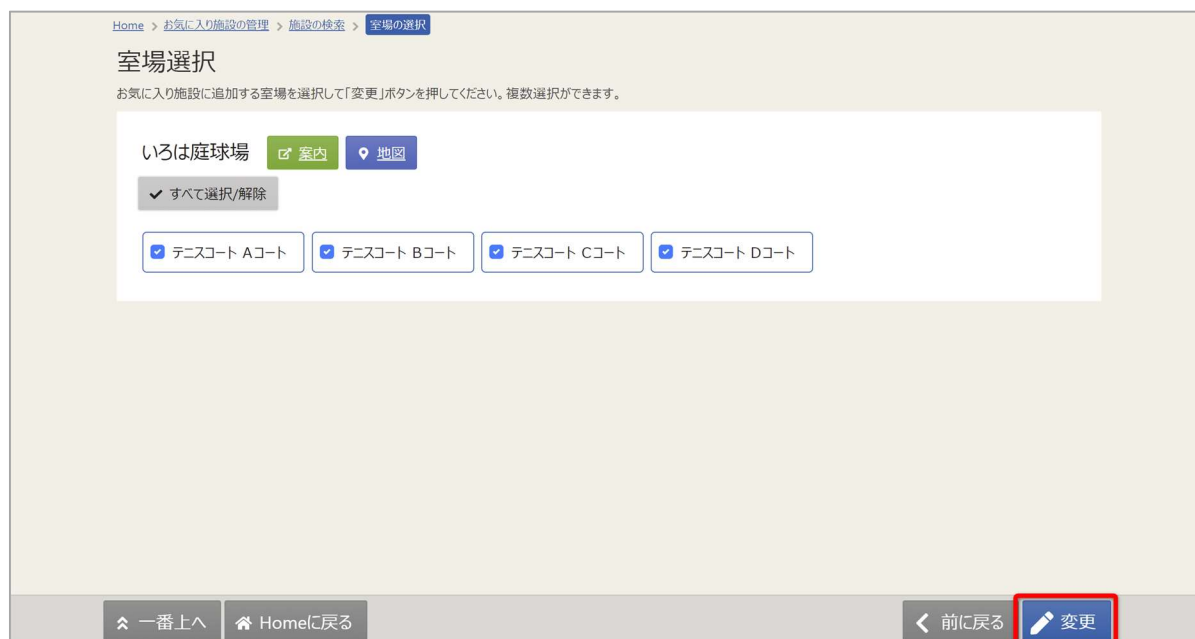 Home > お気に入り施設の管理 > 施設の検索 > 室場の選択
室場選択
お気に入り施設に追加する室場を選択して「変更」ボタンを押してください。複数選択ができます。
いろは庭球場 案内 地図
すべて選択/解除
テニスコート Aコート テニスコート Bコート テニスコート Cコート テニスコート Dコート
一番上へ Homeに戻る 前に戻る 変更